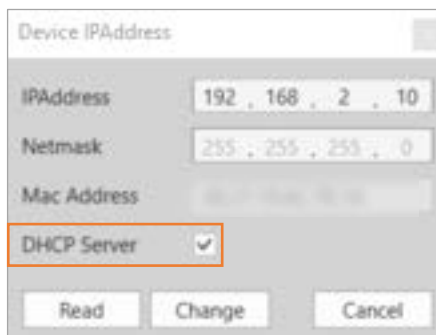 Device IPAddress
IPAddress 192 . 168 . 2 . 10
Netmask 255 . 255 . 255 . 0
Mac Address
DHCP Server
Read Change Cancel